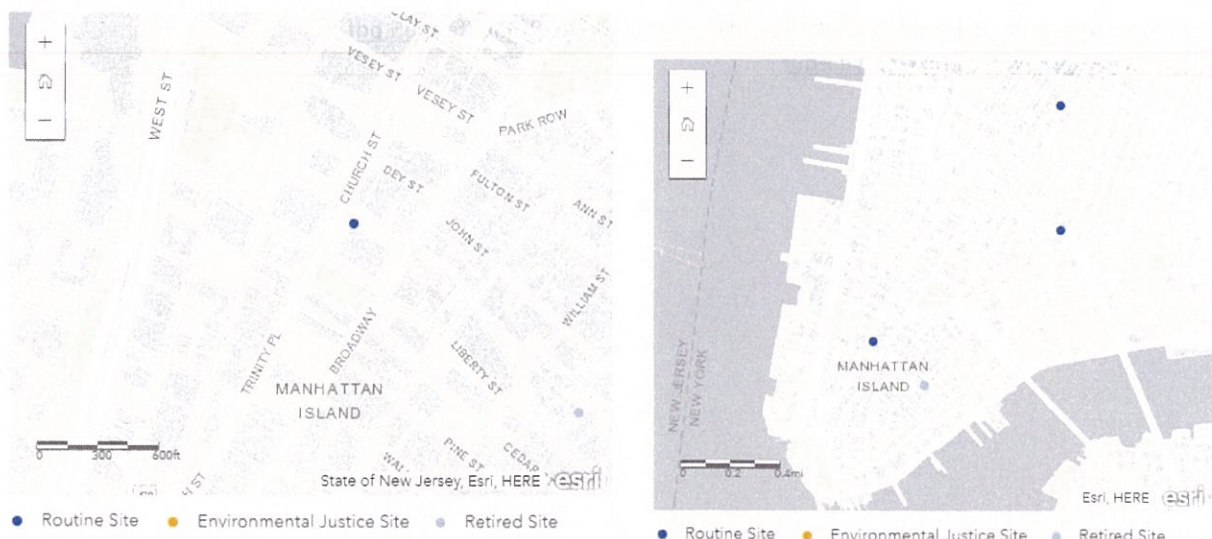 CLAY ST
VESEY ST
VESEY ST
PARK ROW
WEST ST
CHURCH ST
DEY ST
FULTON ST
ANN ST
JOHN ST
WILLIAM ST
TRINITY PL
BROADWAY
LIBERTY ST
MANHATTAN
ISLAND
0 300 600ft
PINE ST
CEDAR
State of New Jersey, Esri, HERE esri
Routine Site Environmental Justice Site Retired Site
MANHATTAN
ISLAND
NEW JERSEY
NEW YORK
0 0.2 0.4mi
Esri, HERE esri
Routine Site Environmental Justice Site Retired Site